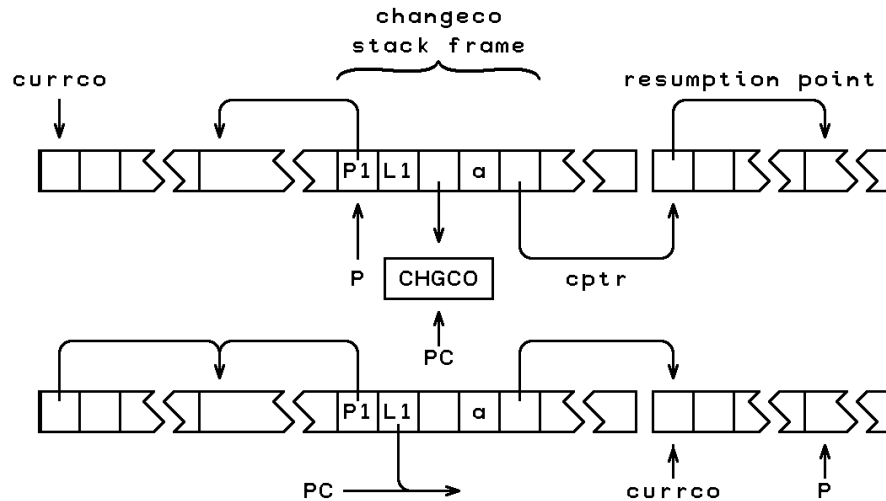 changeco
stack frame
currco
resumption point
P1 L1 a
P
CHGCO
cptr
PC
P1 L1 a
PC
currco
P